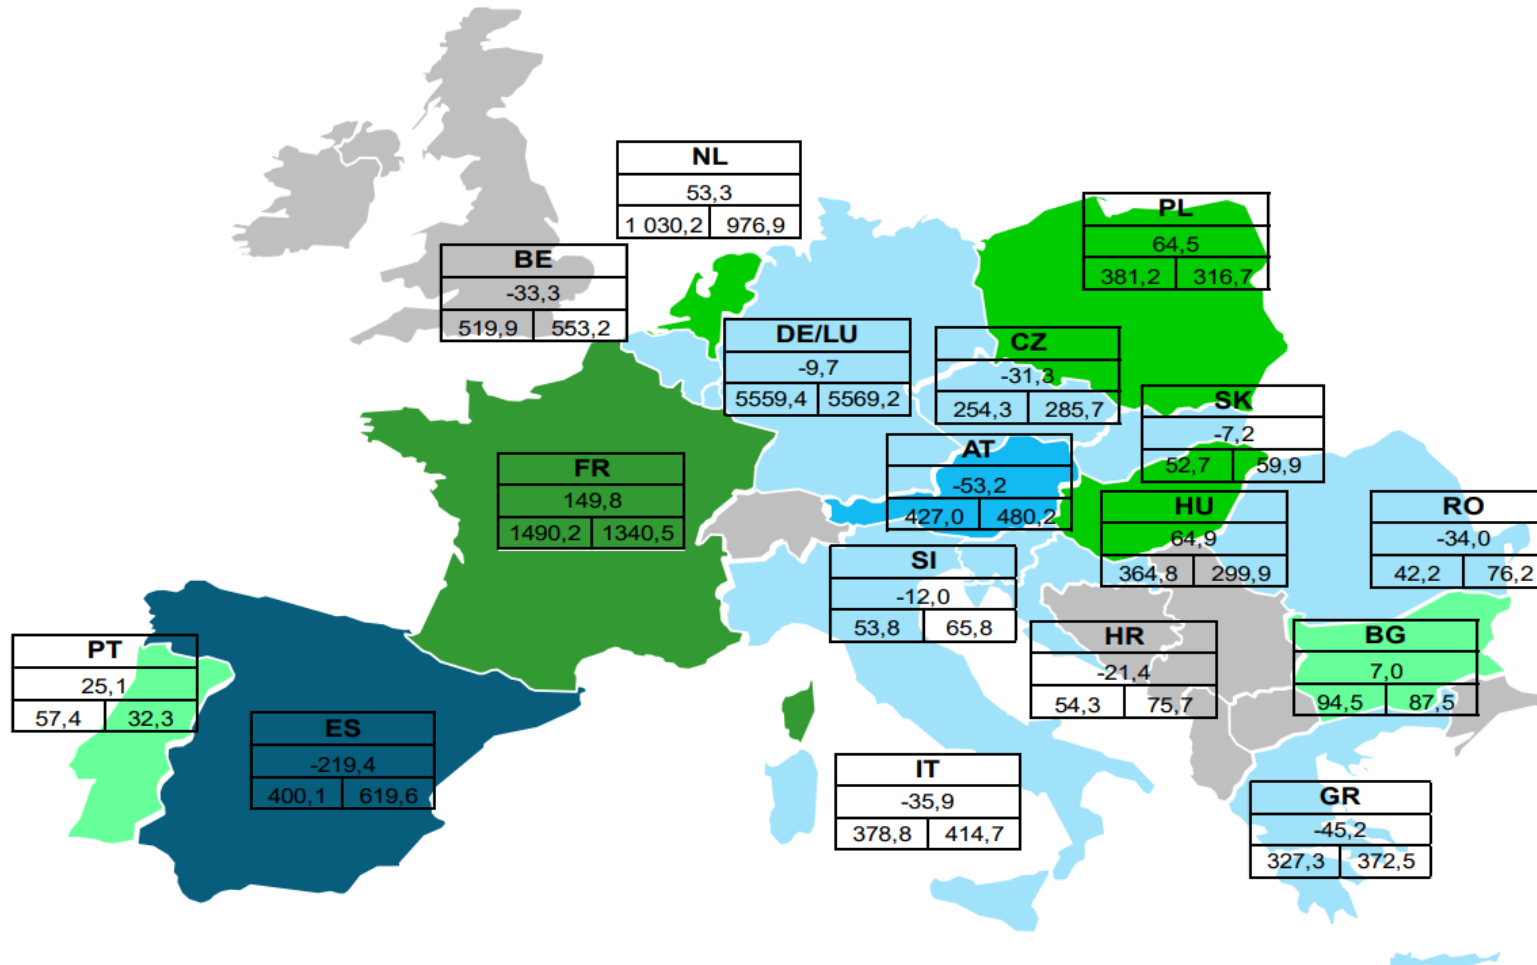 NL
53,3
1 030,2 976,9
PL
64,5
381,2 316,7
BE
-33,3
519,9 553,2
DE/LU
-9,7
5559,4 5569,2
CZ
-31,3
254,3 285,7
SK
-7,2
52,7 59,9
AT
-53,2
427,0 480,2
FR
149,8
1490,2 1340,5
HU
64,9
364,8 299,9
RO
-34,0
42,2 76,2
SI
-12,0
53,8 65,8
HR
-21,4
54,3 75,7
BG
7,0
94,5 87,5
PT
25,1
57,4 32,3
ES
-219,4
400,1 619,6
IT
-35,9
378,8 414,7
GR
-45,2
327,3 372,5